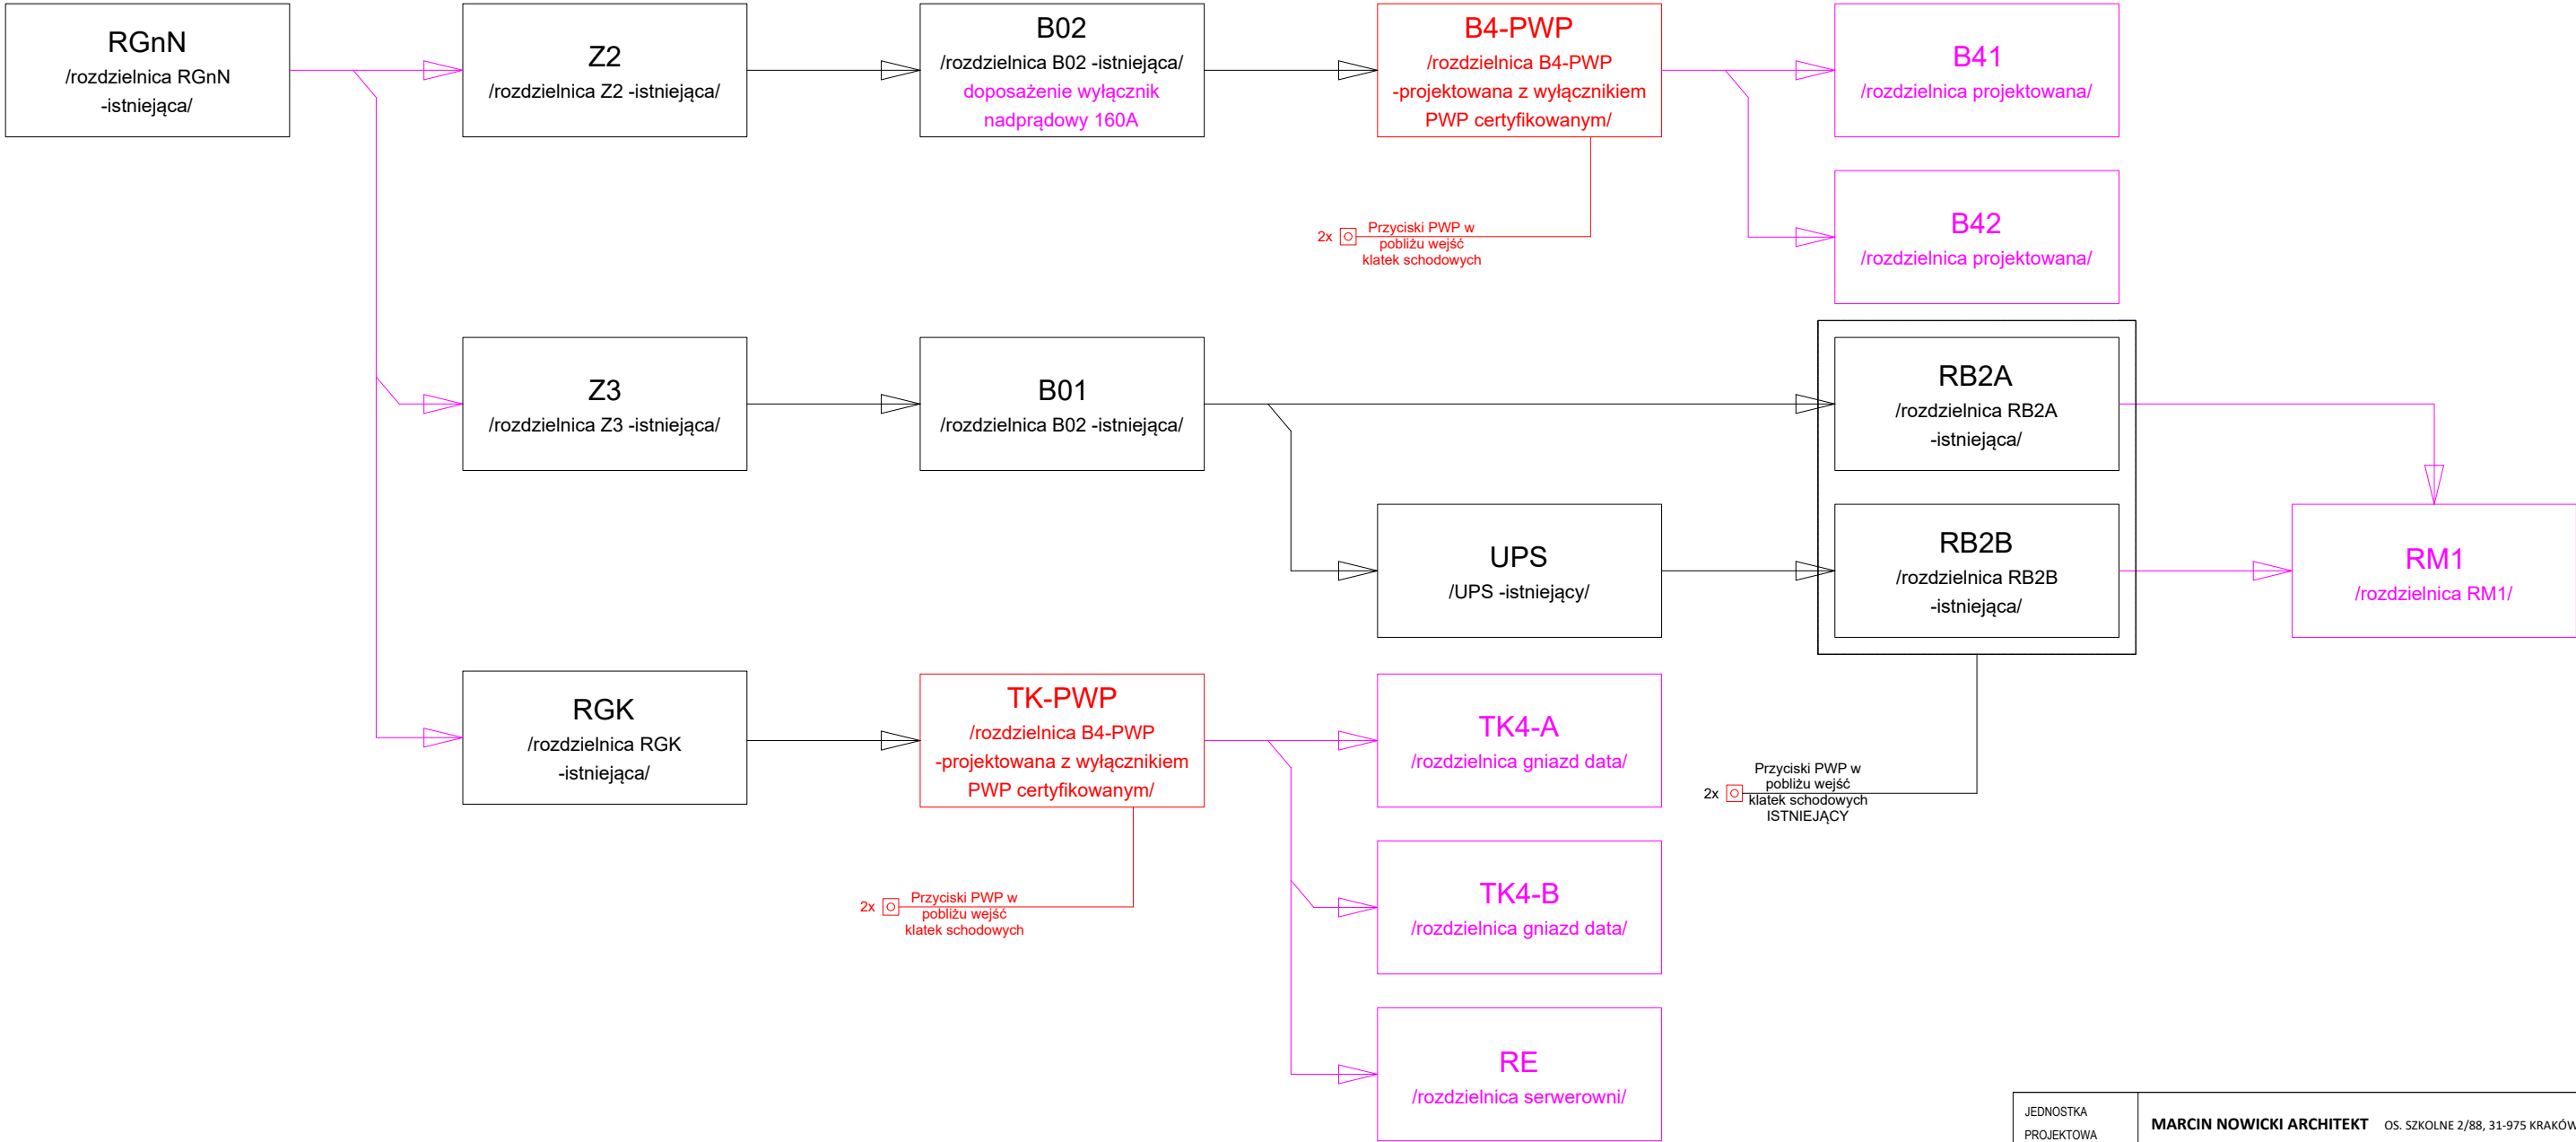 RGnN
/rozdzielnica RGnN
-istniejąca/
Z2
/rozdzielnica Z2 -istniejąca/
B02
/rozdzielnica B02 -istniejąca/
doposażenie wyłącznik
nadprądowy 160A
B4-PWP
/rozdzielnica B4-PWP
-projektowana z wyłącznikiem
PWP certyfikowanym/
B41
/rozdzielnica projektowana/
2x
Przyciski PWP w
pobliżu wejść
klatek schodowych
B42
/rozdzielnica projektowana/
Z3
/rozdzielnica Z3 -istniejąca/
B01
/rozdzielnica B02 -istniejąca/
RB2A
/rozdzielnica RB2A
-istniejąca/
UPS
/UPS -istniejący/
RB2B
/rozdzielnica RB2B
-istniejąca/
RM1
/rozdzielnica RM1/
RGK
/rozdzielnica RGK
-istniejąca/
TK-PWP
/rozdzielnica B4-PWP
-projektowana z wyłącznikiem
PWP certyfikowanym/
TK4-A
/rozdzielnica gniazd data/
2x
Przyciski PWP w
pobliżu wejść
klatek schodowych
ISTNIEJĄCY
2x
Przyciski PWP w
pobliżu wejść
klatek schodowych
TK4-B
/rozdzielnica gniazd data/
RE
/rozdzielnica serwerowni/
JEDNOSTKA
PROJEKTOWA
MARCIN NOWICKI ARCHITEKT OS. SZKOLNE 2/88, 31-975 KRAKÓW